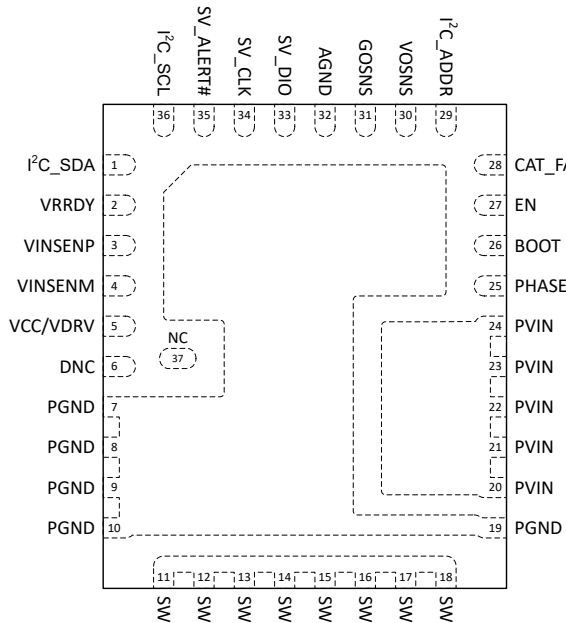 I²C_SCL
SV_ALERT#
SV_CLK
SV_DIO
AGND
GOSNS
VOSNS
I²C_ADDR
36
35
34
33
32
31
30
29
I²C_SDA 1
VRRDY 2
VINSENP 3
VINSENM 4
VCC/VDRV 5
DNC 6
PGND 7
PGND 8
PGND 9
PGND 10
NC
37
28
27 EN
26 BOOT
25 PHASE
24 PVIN
23 PVIN
22 PVIN
21 PVIN
20 PVIN
19 PGND
11
12
13
14
15
16
17
18
SW
SW
SW
SW
SW
SW
SW
SW